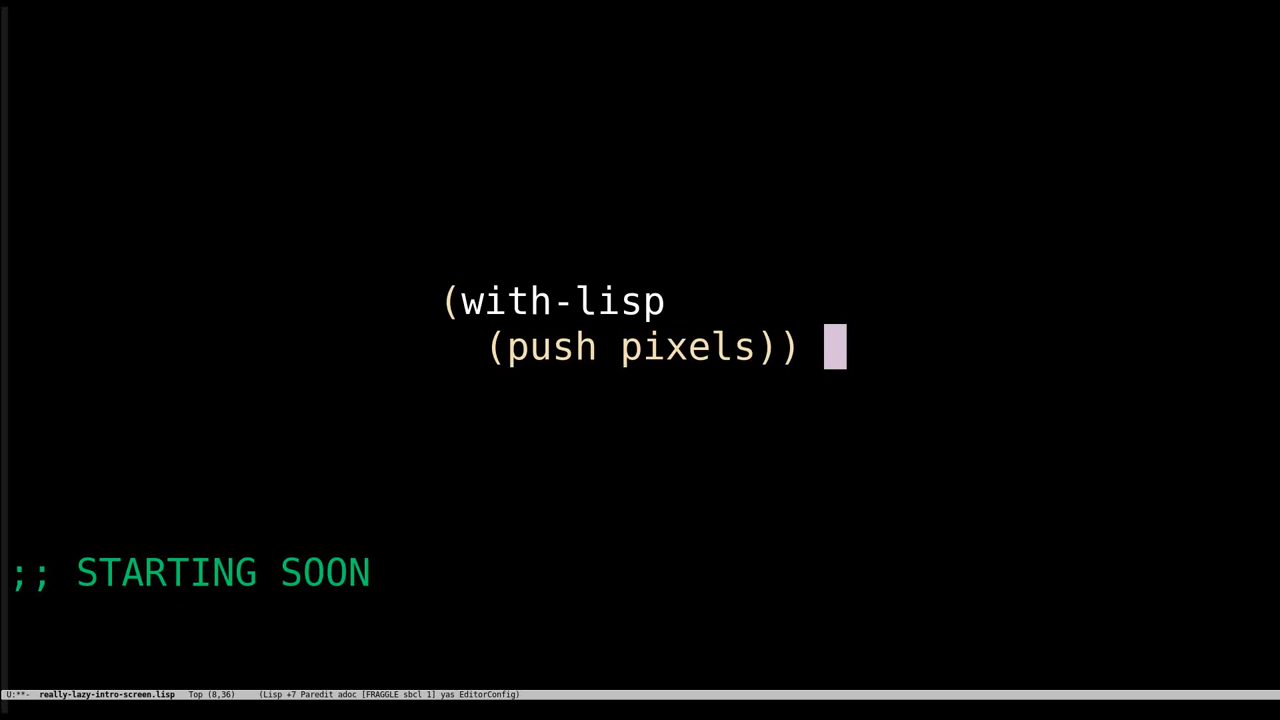 (with-lisp
(push pixels))
;; STARTING SOON
U:**- really-lazy-intro-screen.lisp Top (8,36) (Lisp +7 Paredit adoc [FRAGGLE sbcl 1] yas EditorConfig)